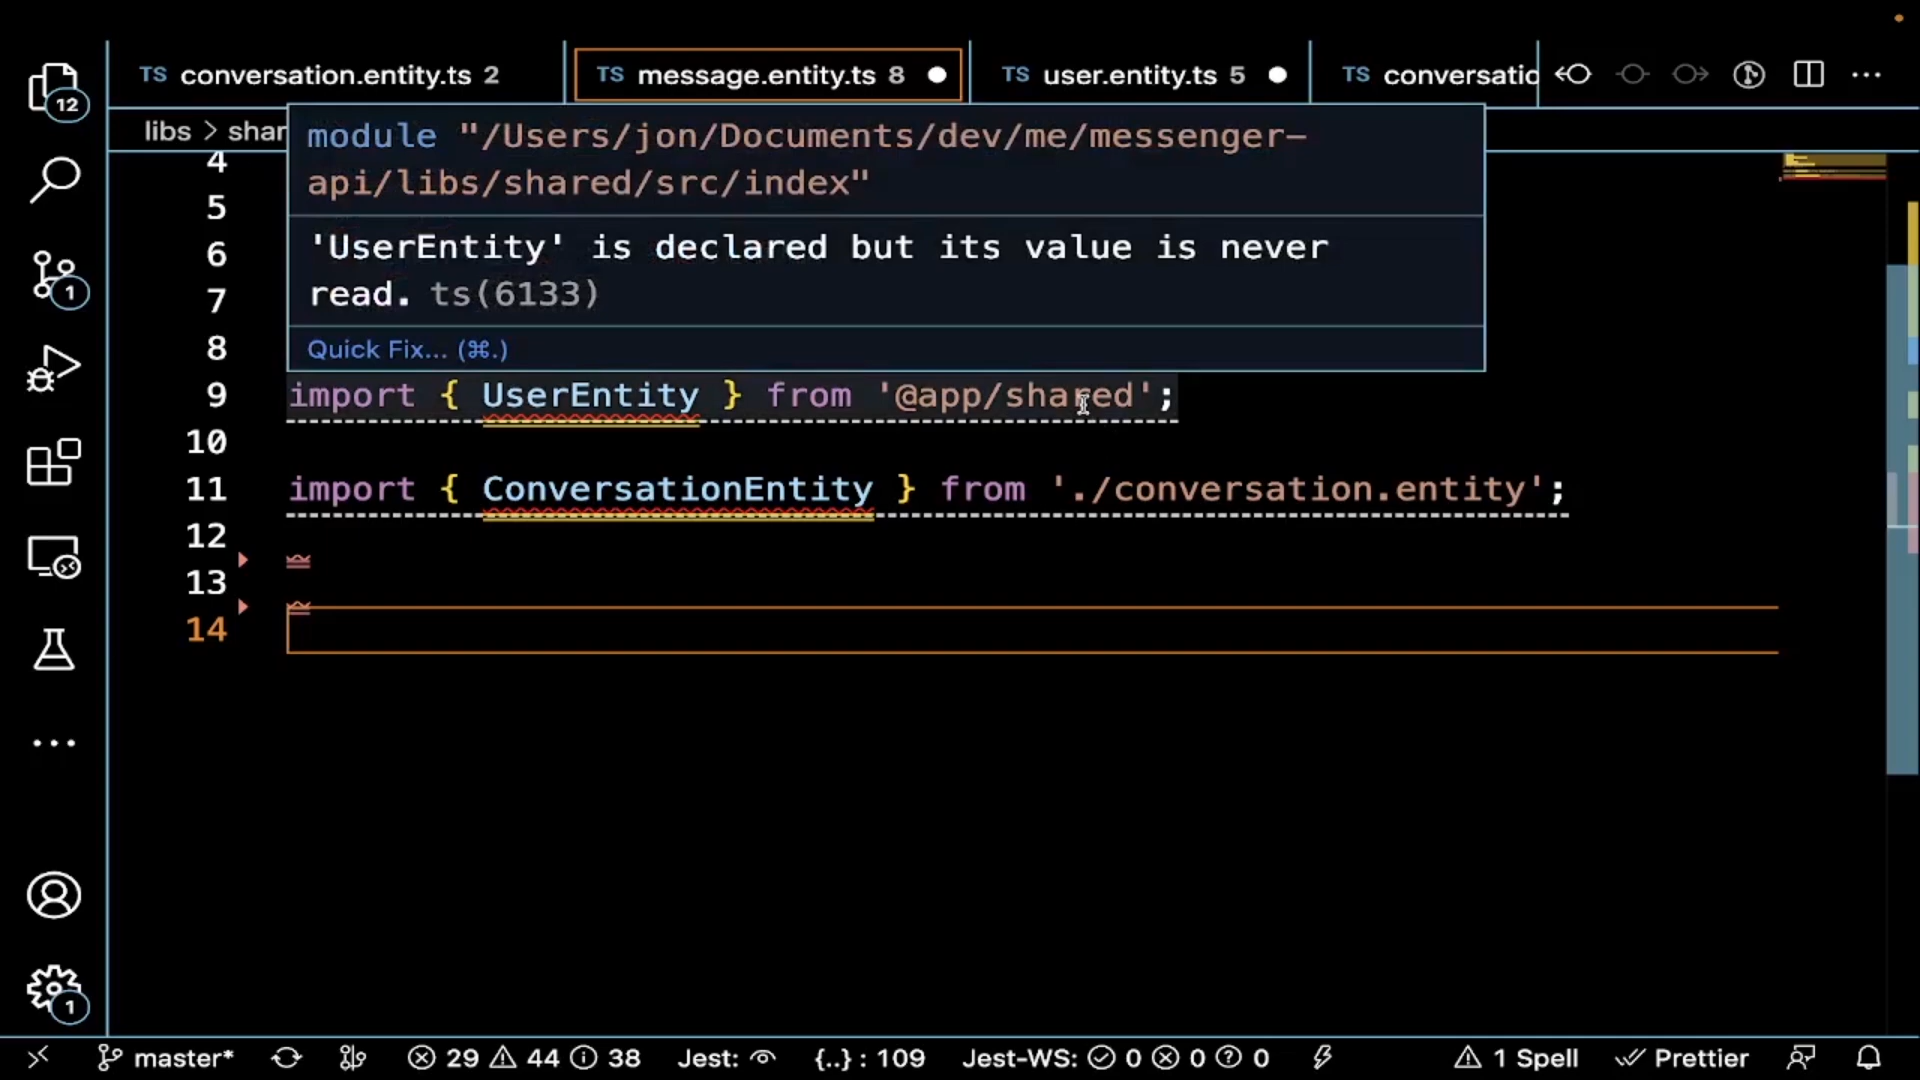 TS conversation.entity.ts 2
TS message.entity.ts 8
TS user.entity.ts 5
TS conversatio
12
libs > shar
module "/Users/jon/Documents/dev/me/messenger-
api/libs/shared/src/index"
'UserEntity' is declared but its value is never
read. ts(6133)
Quick Fix... (⌘.)
4
5
6
7
8
9 import { UserEntity } from '@app/shared';
10
11 import { ConversationEntity } from './conversation.entity';
12
13
14
1
1
master* 29 44 38 Jest: {..} : 109 Jest-WS: 0 0 0 1 Spell Prettier